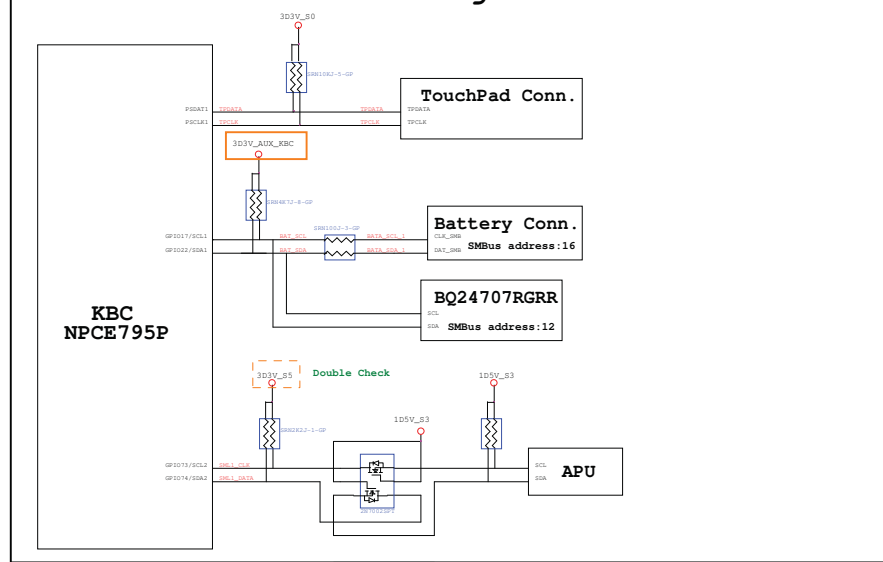 3D3V_S0
SRN10KJ-5-GP
TouchPad Conn.
PSDAT1 TPDATA TPDATA TPDATA
PSCLK1 TPCLK TPCLK TPCLK
3D3V_AUX_KBC
SRN4K7J-8-GP
Battery Conn.
SRN100J-3-GP
GPIO17/SCL1 BAT_SCL BATA_SCL_1 CLK_SMB
SMBus address:16
GPIO22/SDA1 BAT_SDA BATA_SDA_1 DAT_SMB
BQ24707RGRR
SCL
SDA SMBus address:12
KBC
NPCE795P
3D3V_S5 Double Check 1D5V_S3
1D5V_S3
SRN2K2J-1-GP
GPIO73/SCL2 SML1_CLK SCL
APU
GPIO74/SDA2 SML1_DATA SDA